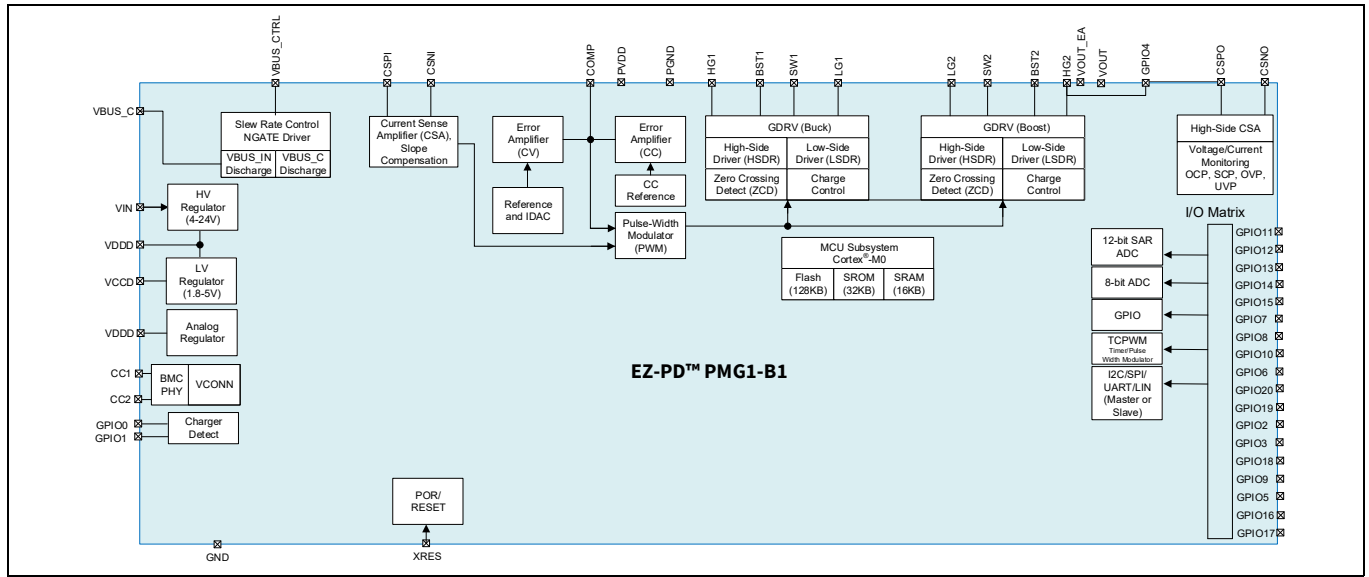 VBUS_CTRL
CSPI
CSNI
COMP
PVDD
PGND
HG1
BST1
SW1
LG1
LG2
SW2
BST2
HG2
VOUT_EA
VOUT
GPIO4
CSPO
CSNO
VBUS_C
Slew Rate Control
NGATE Driver
VBUS_IN
Discharge
VBUS_C
Discharge
Current Sense
Amplifier (CSA),
Slope
Compensation
Error
Amplifier
(CV)
Error
Amplifier
(CC)
Reference
and IDAC
CC
Reference
Pulse-Width
Modulator
(PWM)
GDRV (Buck)
High-Side
Driver (HSDR)
Low-Side
Driver (LSDR)
Zero Crossing
Detect (ZCD)
Charge
Control
GDRV (Boost)
High-Side
Driver (HSDR)
Low-Side
Driver (LSDR)
Zero Crossing
Detect (ZCD)
Charge
Control
High-Side CSA
Voltage/Current
Monitoring
OCP, SCP, OVP,
UVP
VIN
HV
Regulator
(4-24V)
VDDD
VCCD
LV
Regulator
(1.8-5V)
VDDD
Analog
Regulator
CC1
CC2
BMC
PHY
VCONN
GPIO0
GPIO1
Charger
Detect
MCU Subsystem
Cortex®-M0
Flash
(128KB)
SROM
(32KB)
SRAM
(16KB)
EZ-PD™ PMG1-B1
I/O Matrix
12-bit SAR
ADC
8-bit ADC
GPIO
TCPWM
Timer/Pulse
Width Modulator
I2C/SPI/
UART/LIN
(Master or
Slave)
GPIO11
GPIO12
GPIO13
GPIO14
GPIO15
GPIO7
GPIO8
GPIO10
GPIO6
GPIO20
GPIO19
GPIO2
GPIO3
GPIO18
GPIO9
GPIO5
GPIO16
GPIO17
POR/
RESET
GND
XRES